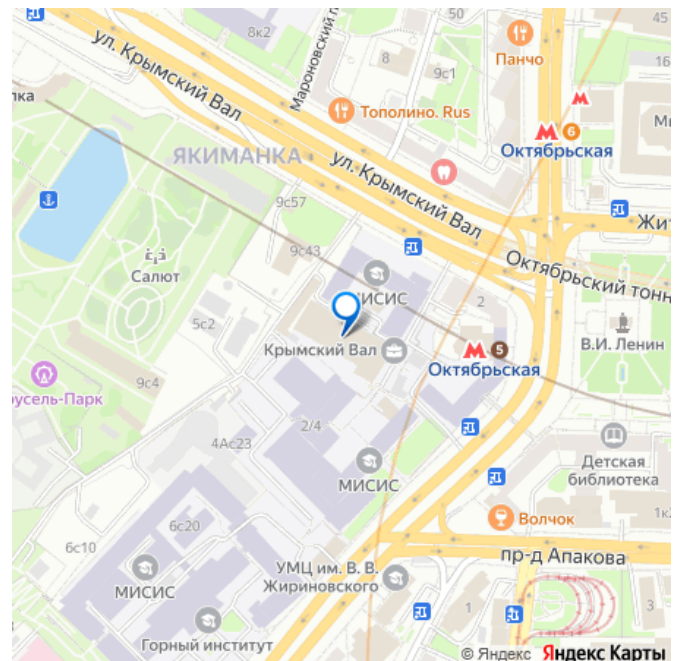 50
45
8к2
Панчо
16
8
9с1
Мароновский п
ул. Крымский Вал
Тополино. Rus
6
Октябрьская
ЯКИМАНКА
ул. Крымский Вал
Жит
9с57
Октябрьский тонн
9с43
Салют
МИСИС
2
5с2
В.И. Ленин
Крымский Вал
5
Октябрьская
русель-Парк
9с4
2/4
4Ас23
МИСИС
Детская
библиотека
Волчок
1к2
6с20
6с10
пр-д Апакова
УМЦ им. В. В.
Жириновского
МИСИС
1
3
Горный институт
© Яндекс Яндекс Карты